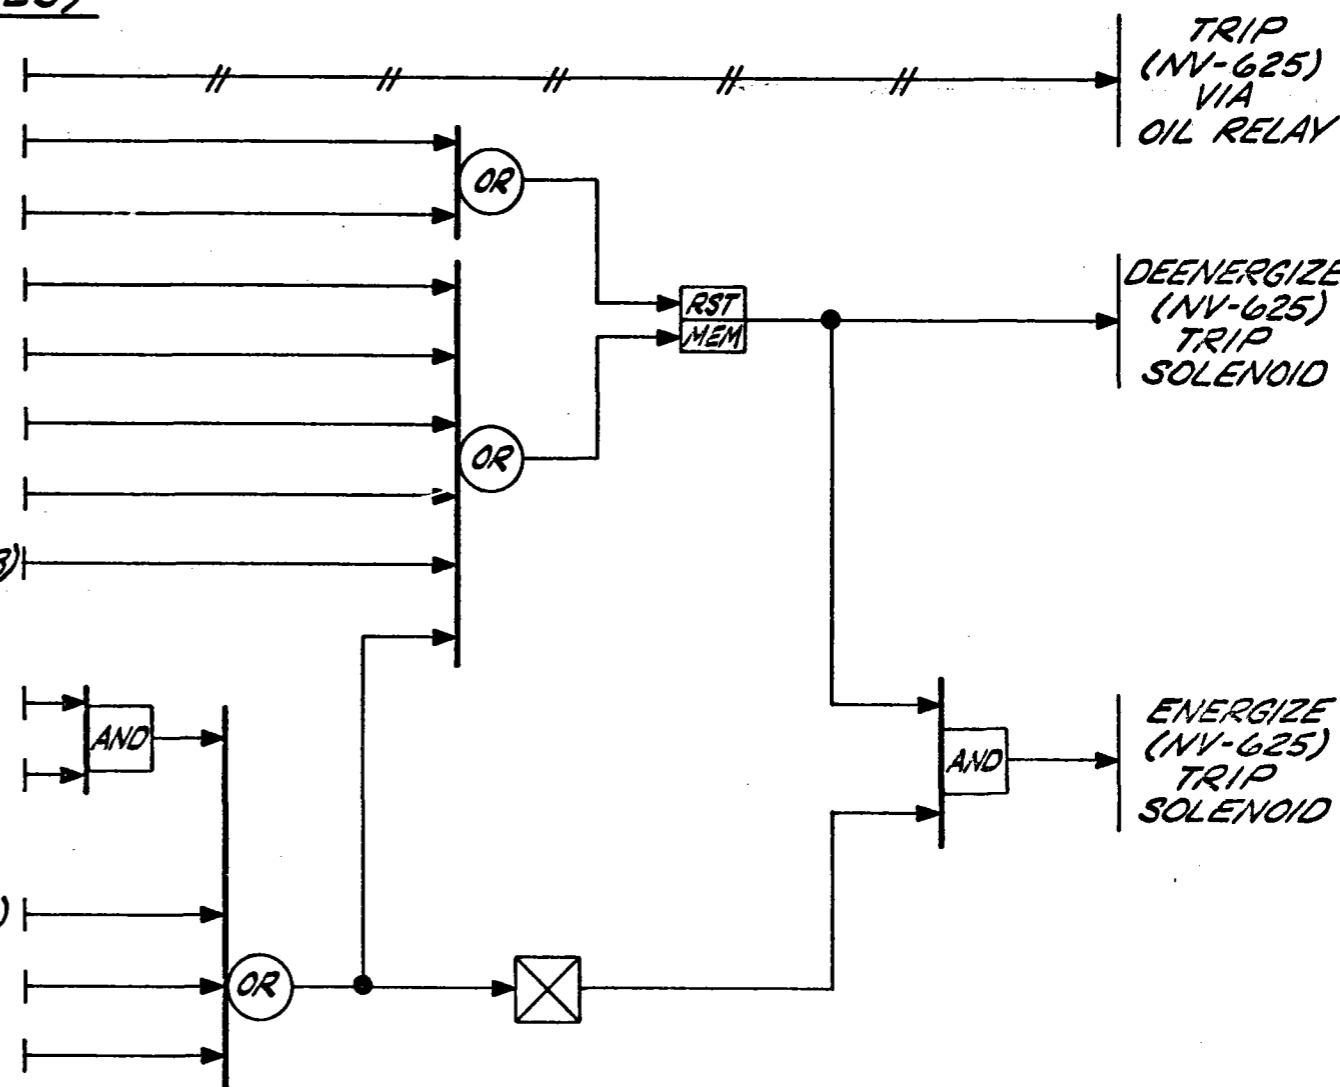 TRIP
(NV-625)
VIA
OIL RELAY
OR
DEENERGIZE
(NV-625)
TRIP
SOLENOID
RST
MEM
OR
AND
ENERGIZE
(NV-625)
TRIP
SOLENOID
AND
OR